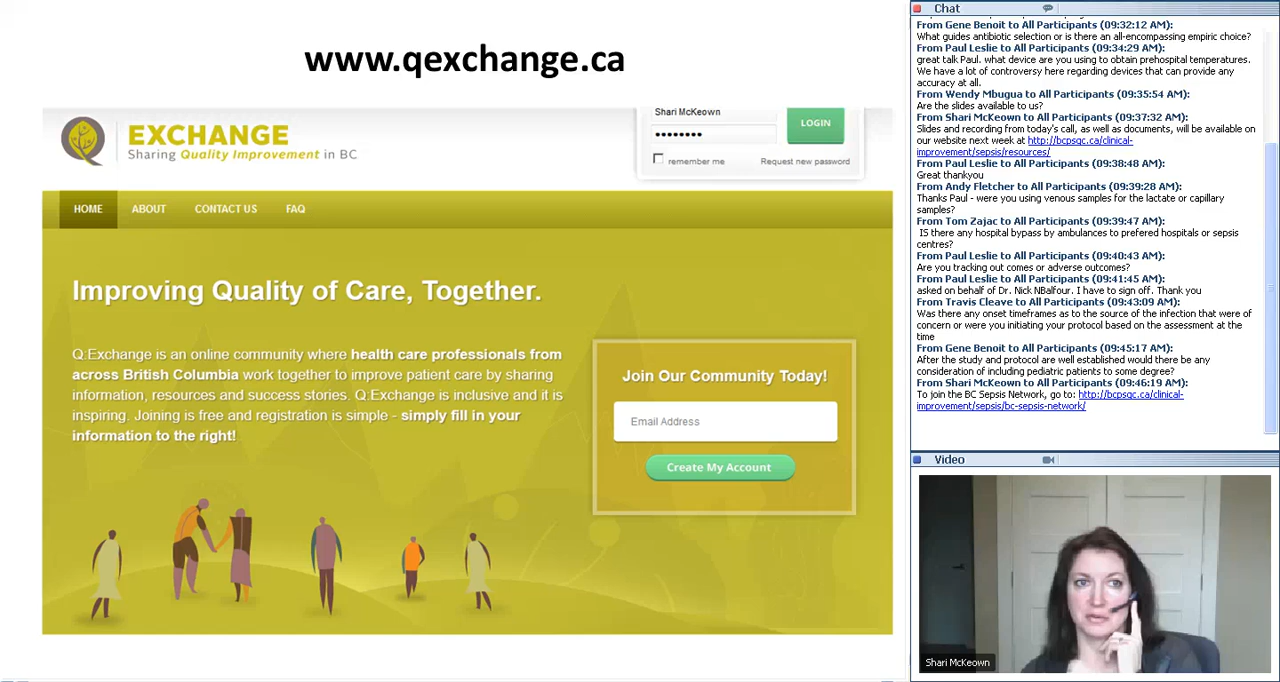 www.qexchange.ca
EXCHANGE
Sharing Quality Improvement in BC
Shari McKeown
••••••••
LOGIN
remember me
Request new password
HOME
ABOUT
CONTACT US
FAQ
Improving Quality of Care, Together.
Q:Exchange is an online community where health care professionals from
across British Columbia work together to improve patient care by sharing
information, resources and success stories. Q:Exchange is inclusive and it is
inspiring. Joining is free and registration is simple - simply fill in your
information to the right!
Join Our Community Today!
Email Address
Create My Account
Chat
From Gene Benoit to All Participants (09:32:12 AM):
What guides antibiotic selection or is there an all-encompassing empiric choice?
From Paul Leslie to All Participants (09:34:29 AM):
great talk Paul. what device are you using to obtain prehospital temperatures.
We have a lot of controversy here regarding devices that can provide any
accuracy at all.
From Wendy Mbugua to All Participants (09:35:54 AM):
Are the slides available to us?
From Shari McKeown to All Participants (09:37:32 AM):
Slides and recording from today's call, as well as documents, will be available on
our website next week at http://bcpsqc.ca/clinical-
improvement/sepsis/resources/
From Paul Leslie to All Participants (09:38:48 AM):
Great thankyou
From Andy Fletcher to All Participants (09:39:28 AM):
Thanks Paul - were you using venous samples for the lactate or capillary
samples?
From Tom Zajac to All Participants (09:39:47 AM):
IS there any hospital bypass by ambulances to prefered hospitals or sepsis
centres?
From Paul Leslie to All Participants (09:40:43 AM):
Are you tracking out comes or adverse outcomes?
From Paul Leslie to All Participants (09:41:45 AM):
asked on behalf of Dr. Nick NBalfour. I have to sign off. Thank you
From Travis Cleave to All Participants (09:43:09 AM):
Was there any onset timeframes as to the source of the infection that were of
concern or were you initiating your protocol based on the assessment at the
time
From Gene Benoit to All Participants (09:45:17 AM):
After the study and protocol are well established would there be any
consideration of including pediatric patients to some degree?
From Shari McKeown to All Participants (09:46:19 AM):
To join the BC Sepsis Network, go to: http://bcpsqc.ca/clinical-
improvement/sepsis/bc-sepsis-network/
Video
Shari McKeown